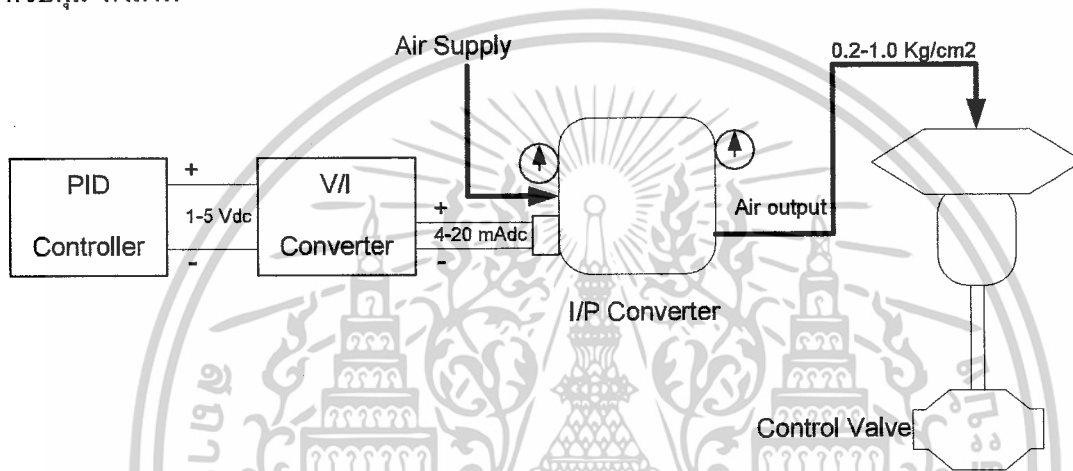 Air Supply
0.2-1.0 Kg/cm2
PID
Controller
+
1-5 Vdc
-
V/I
Converter
+
4-20 mAdc
-
Air output
I/P Converter
Control Valve